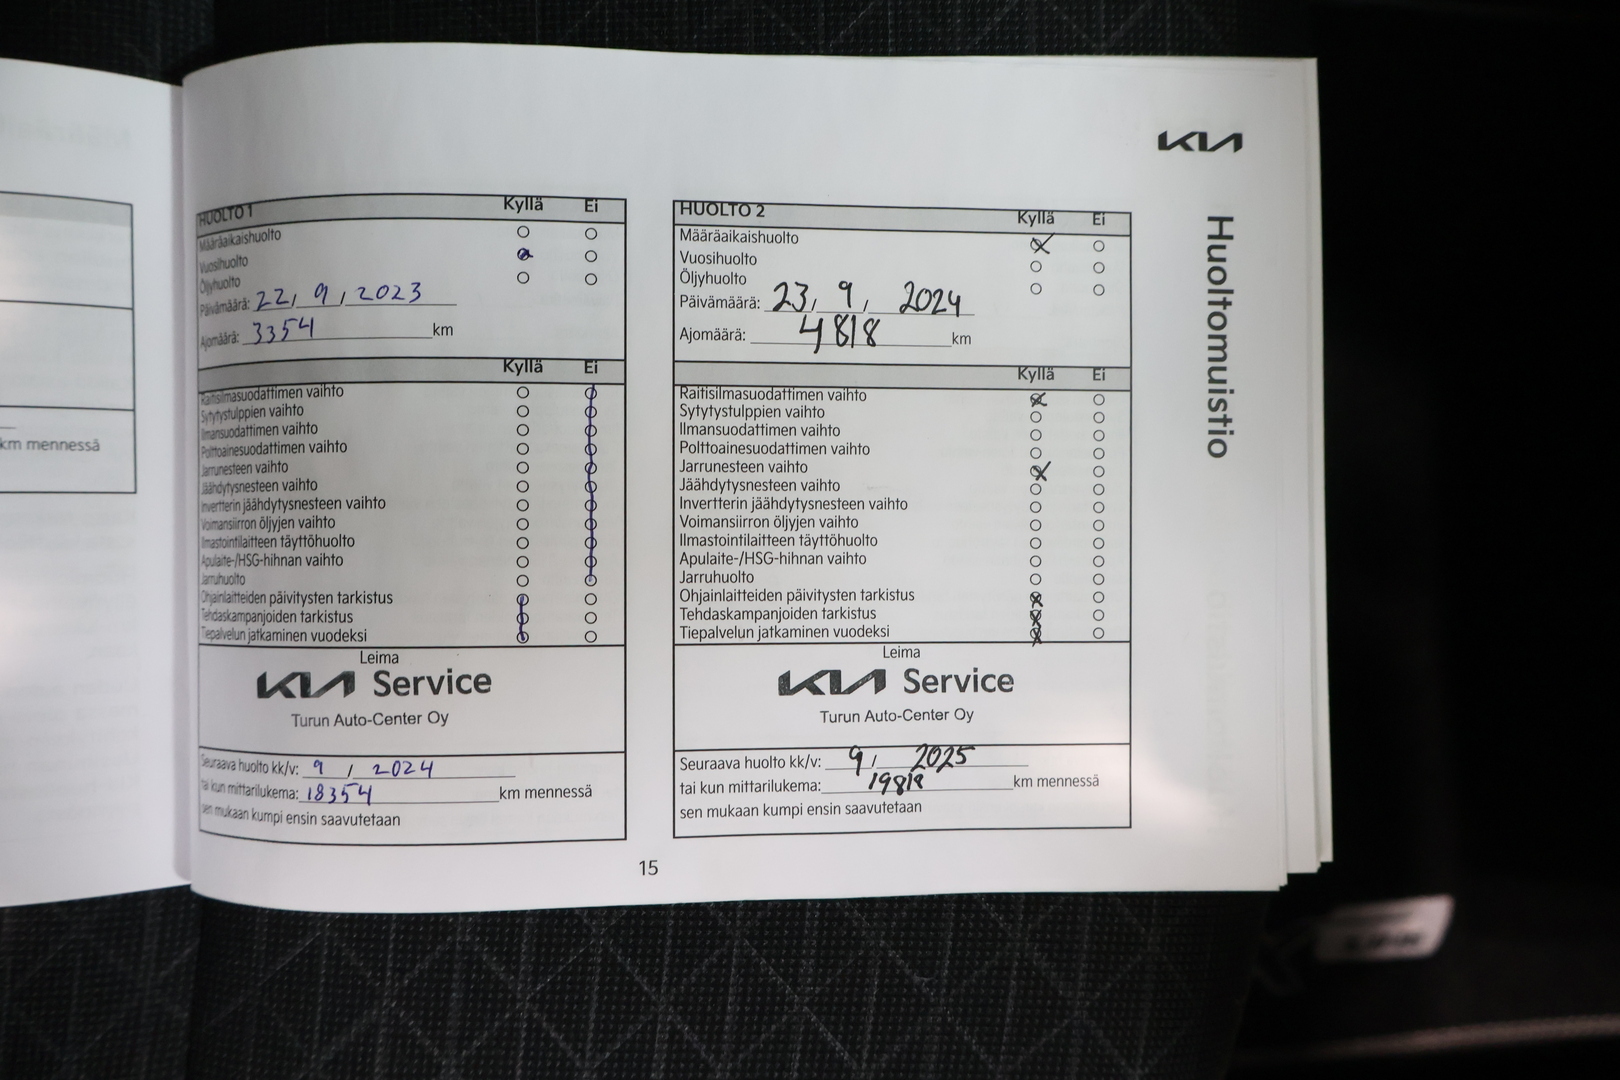 km mennessä
KIA
Huoltomuistio
HUOLTO 1 Kyllä Ei
Määräaikaishuolto
Vuosihuolto
Öljyhuolto
Päivämäärä: 22, 9, 2023
Ajomäärä: 3354 km
Kyllä Ei
Raitisilmasuodattimen vaihto
Sytytystulppien vaihto
Ilmansuodattimen vaihto
Polttoainesuodattimen vaihto
Jarrunesteen vaihto
Jäähdytysnesteen vaihto
Invertterin jäähdytysnesteen vaihto
Voimansiirron öljyjen vaihto
Ilmastointilaitteen täyttöhuolto
Apulaite-/HSG-hihnan vaihto
Jarruhuolto
Ohjainlaitteiden päivitysten tarkistus
Tehdaskampanjoiden tarkistus
Tiepalvelun jatkaminen vuodeksi
Leima
KIA Service
Turun Auto-Center Oy
Seuraava huolto kk/v: 9 / 2024
tai kun mittarilukema: 18354 km mennessä
sen mukaan kumpi ensin saavutetaan
HUOLTO 2 Kyllä Ei
Määräaikaishuolto
Vuosihuolto
Öljyhuolto
Päivämäärä: 23, 9, 2024
Ajomäärä: 4818 km
Kyllä Ei
Raitisilmasuodattimen vaihto
Sytytystulppien vaihto
Ilmansuodattimen vaihto
Polttoainesuodattimen vaihto
Jarrunesteen vaihto
Jäähdytysnesteen vaihto
Invertterin jäähdytysnesteen vaihto
Voimansiirron öljyjen vaihto
Ilmastointilaitteen täyttöhuolto
Apulaite-/HSG-hihnan vaihto
Jarruhuolto
Ohjainlaitteiden päivitysten tarkistus
Tehdaskampanjoiden tarkistus
Tiepalvelun jatkaminen vuodeksi
Leima
KIA Service
Turun Auto-Center Oy
Seuraava huolto kk/v: 9 / 2025
tai kun mittarilukema: 19818 km mennessä
sen mukaan kumpi ensin saavutetaan
15